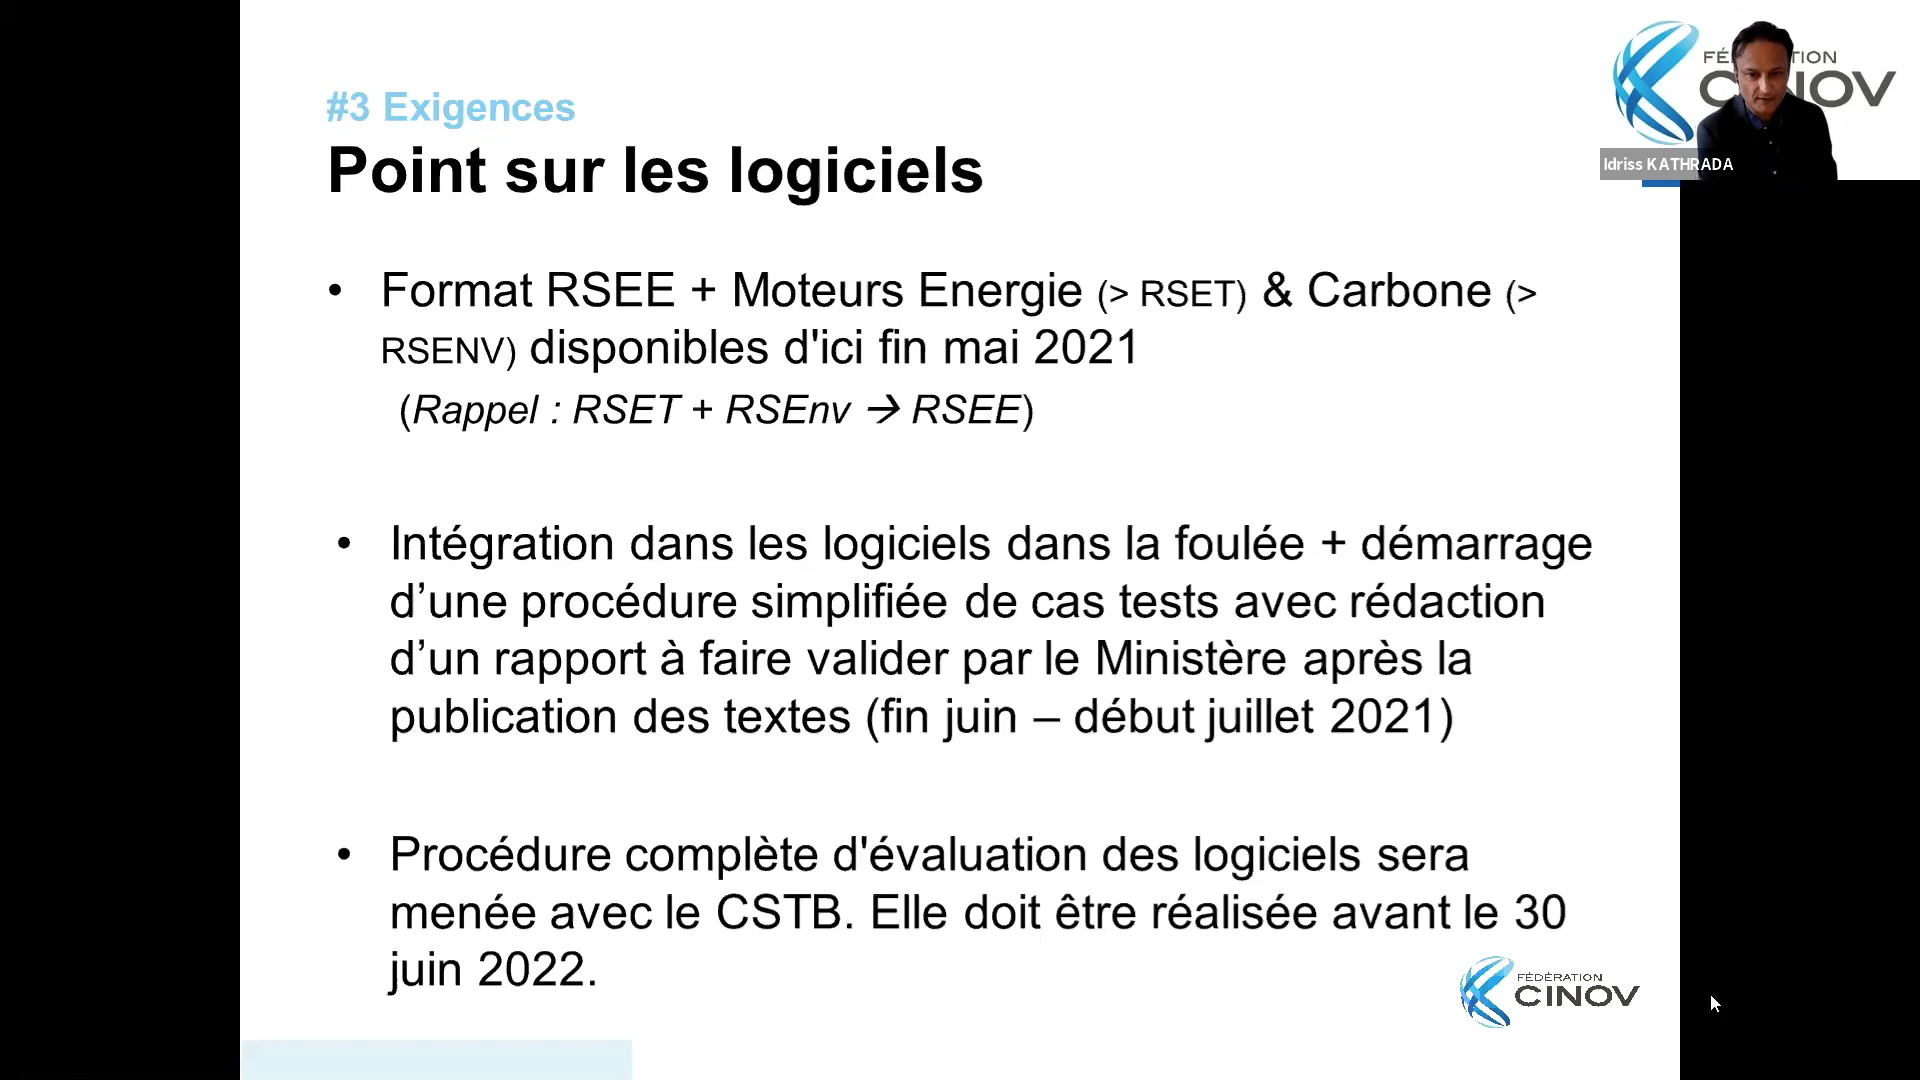 #3 Exigences
Point sur les logiciels
• Format RSEE + Moteurs Energie (> RSET) & Carbone (>
RSENV) disponibles d'ici fin mai 2021
(Rappel : RSET + RSEnv → RSEE)
• Intégration dans les logiciels dans la foulée + démarrage
d’une procédure simplifiée de cas tests avec rédaction
d’un rapport à faire valider par le Ministère après la
publication des textes (fin juin – début juillet 2021)
• Procédure complète d'évaluation des logiciels sera
menée avec le CSTB. Elle doit être réalisée avant le 30
juin 2022.
FÉDÉRATION
CINOV
Idriss KATHRADA